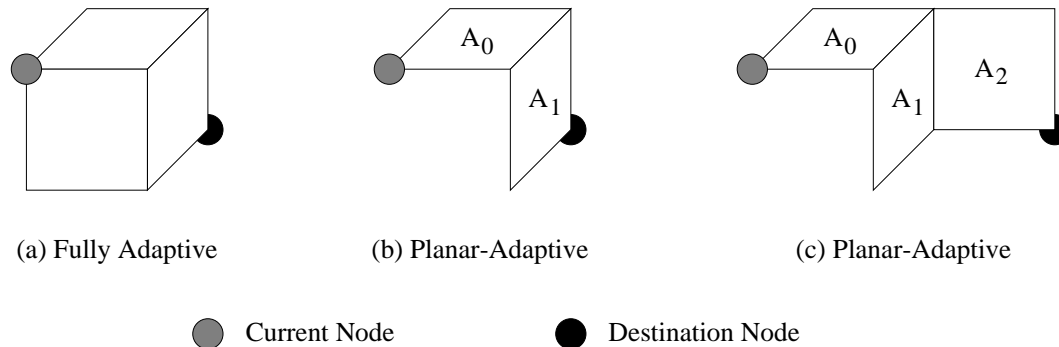 A0
A0
A1
A1
A2
(a) Fully Adaptive
(b) Planar-Adaptive
(c) Planar-Adaptive
Current Node
Destination Node